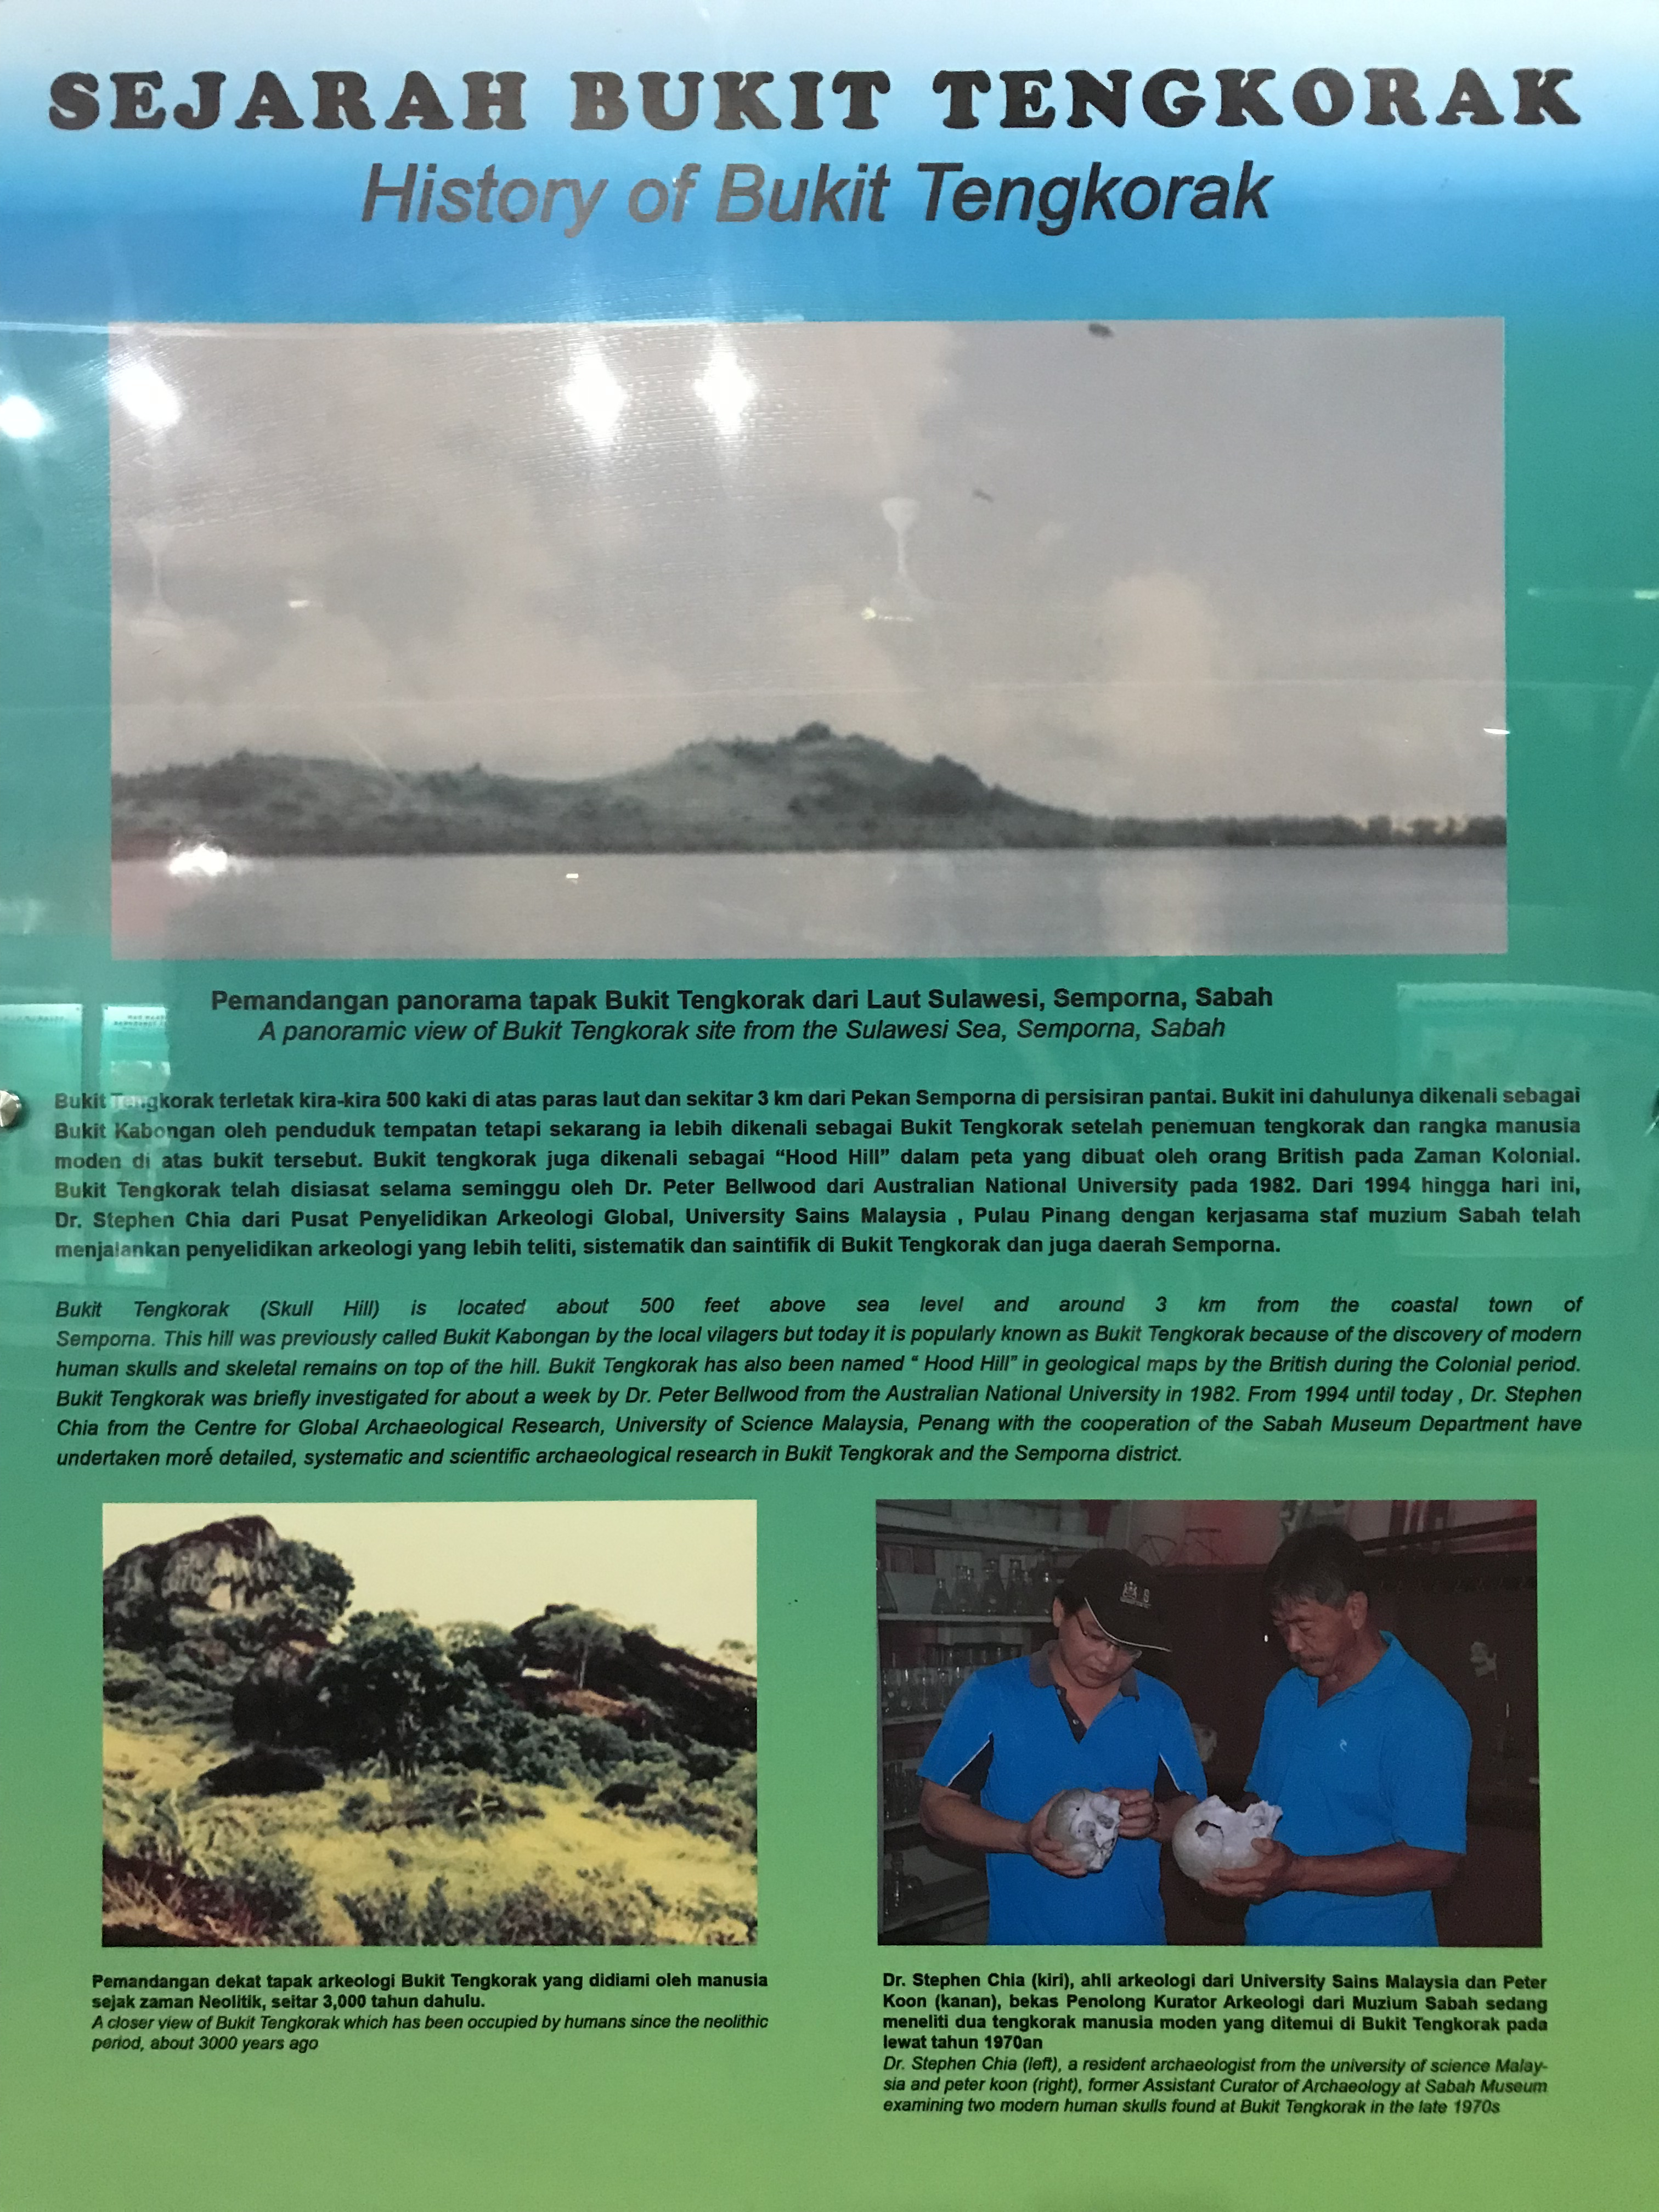 SEJARAH BUKIT TENGKORAK
History of Bukit Tengkorak
Pemandangan panorama tapak Bukit Tengkorak dari Laut Sulawesi, Semporna, Sabah
A panoramic view of Bukit Tengkorak site from the Sulawesi Sea, Semporna, Sabah
Bukit Tengkorak terletak kira-kira 500 kaki di atas paras laut dan sekitar 3 km dari Pekan Semporna di persisiran pantai. Bukit ini dahulunya dikenali sebagai
Bukit Kabongan oleh penduduk tempatan tetapi sekarang ia lebih dikenali sebagai Bukit Tengkorak setelah penemuan tengkorak dan rangka manusia
moden di atas bukit tersebut. Bukit tengkorak juga dikenali sebagai “Hood Hill” dalam peta yang dibuat oleh orang British pada Zaman Kolonial.
Bukit Tengkorak telah disiasat selama seminggu oleh Dr. Peter Bellwood dari Australian National University pada 1982. Dari 1994 hingga hari ini,
Dr. Stephen Chia dari Pusat Penyelidikan Arkeologi Global, University Sains Malaysia , Pulau Pinang dengan kerjasama staf muzium Sabah telah
menjalankan penyelidikan arkeologi yang lebih teliti, sistematik dan saintifik di Bukit Tengkorak dan juga daerah Semporna.
Bukit Tengkorak (Skull Hill) is located about 500 feet above sea level and around 3 km from the coastal town of
Semporna. This hill was previously called Bukit Kabongan by the local vilagers but today it is popularly known as Bukit Tengkorak because of the discovery of modern
human skulls and skeletal remains on top of the hill. Bukit Tengkorak has also been named “ Hood Hill” in geological maps by the British during the Colonial period.
Bukit Tengkorak was briefly investigated for about a week by Dr. Peter Bellwood from the Australian National University in 1982. From 1994 until today , Dr. Stephen
Chia from the Centre for Global Archaeological Research, University of Science Malaysia, Penang with the cooperation of the Sabah Museum Department have
undertaken more detailed, systematic and scientific archaeological research in Bukit Tengkorak and the Semporna district.
Pemandangan dekat tapak arkeologi Bukit Tengkorak yang didiami oleh manusia
sejak zaman Neolitik, seitar 3,000 tahun dahulu.
A closer view of Bukit Tengkorak which has been occupied by humans since the neolithic
period, about 3000 years ago
Dr. Stephen Chia (kiri), ahli arkeologi dari University Sains Malaysia dan Peter
Koon (kanan), bekas Penolong Kurator Arkeologi dari Muzium Sabah sedang
meneliti dua tengkorak manusia moden yang ditemui di Bukit Tengkorak pada
lewat tahun 1970an
Dr. Stephen Chia (left), a resident archaeologist from the university of science Malay-
sia and peter koon (right), former Assistant Curator of Archaeology at Sabah Museum
examining two modern human skulls found at Bukit Tengkorak in the late 1970s